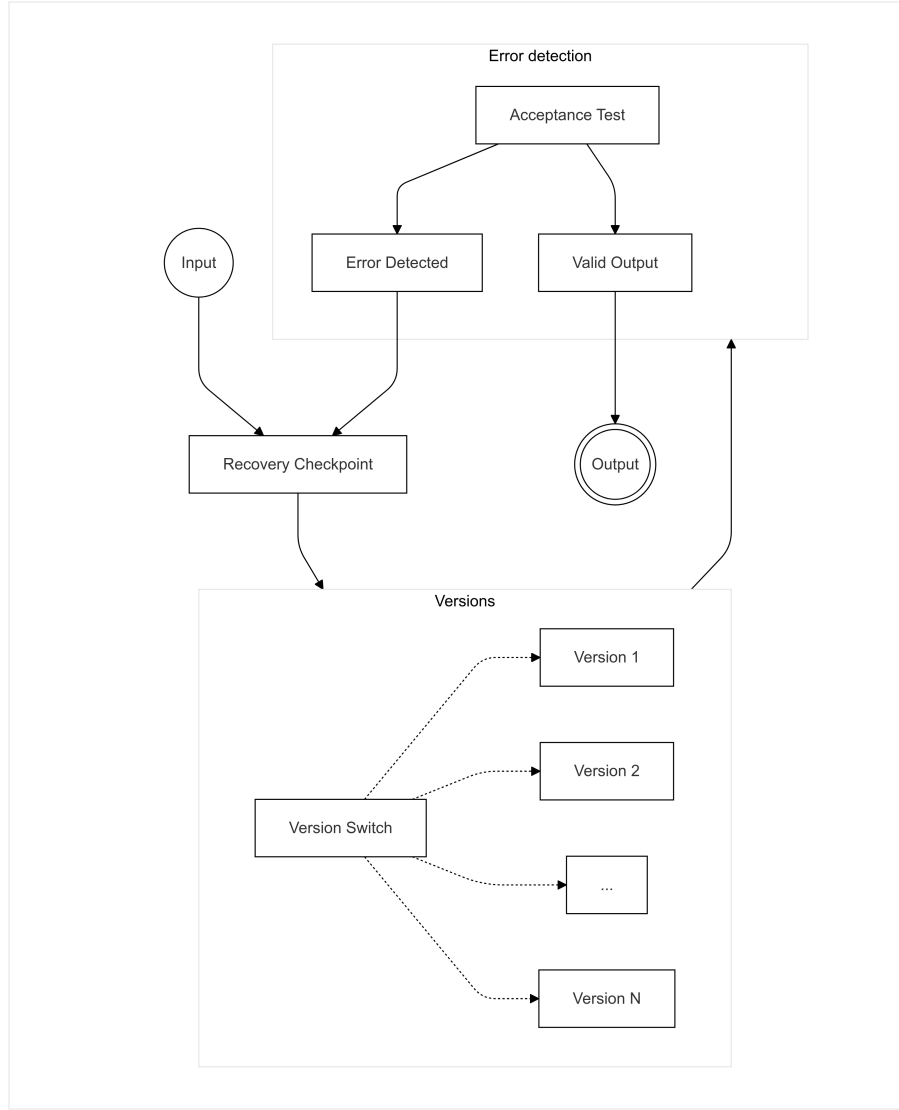 Error detection
Acceptance Test
Error Detected
Valid Output
Input
Recovery Checkpoint
Output
Versions
Version 1
Version 2
Version Switch
...
Version N